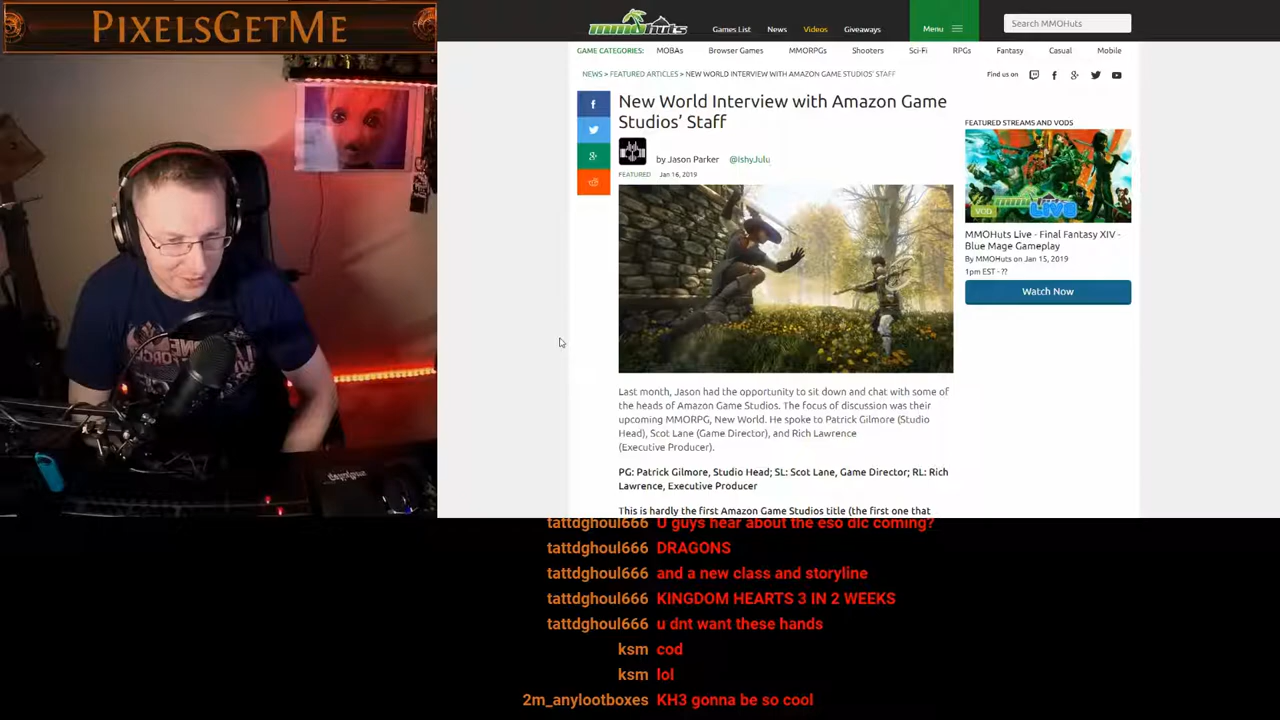 PIXELSGETME
mmohuts
Games List
News
Videos
Giveaways
Menu
Search MMOHuts
GAME CATEGORIES:
MOBAs
Browser Games
MMORPGs
Shooters
Sci-Fi
RPGs
Fantasy
Casual
Mobile
NEWS > FEATURED ARTICLES > NEW WORLD INTERVIEW WITH AMAZON GAME STUDIOS' STAFF
Find us on
New World Interview with Amazon Game
Studios' Staff
by Jason Parker @IshyJulu
FEATURED Jan 16, 2019
Last month, Jason had the opportunity to sit down and chat with some of
the heads of Amazon Game Studios. The focus of discussion was their
upcoming MMORPG, New World. He spoke to Patrick Gilmore (Studio
Head), Scot Lane (Game Director), and Rich Lawrence
(Executive Producer).
PG: Patrick Gilmore, Studio Head; SL: Scot Lane, Game Director; RL: Rich
Lawrence, Executive Producer
This is hardly the first Amazon Game Studios title (the first one that
FEATURED STREAMS AND VODS
VOD
mmohuts
LIVE
MMOHuts Live - Final Fantasy XIV -
Blue Mage Gameplay
By MMOHuts on Jan 15, 2019
1pm EST - ??
Watch Now
tattdghoul666 U guys hear about the eso dlc coming?
tattdghoul666 DRAGONS
tattdghoul666 and a new class and storyline
tattdghoul666 KINGDOM HEARTS 3 IN 2 WEEKS
tattdghoul666 u dnt want these hands
ksm cod
ksm lol
2m_anylootboxes KH3 gonna be so cool